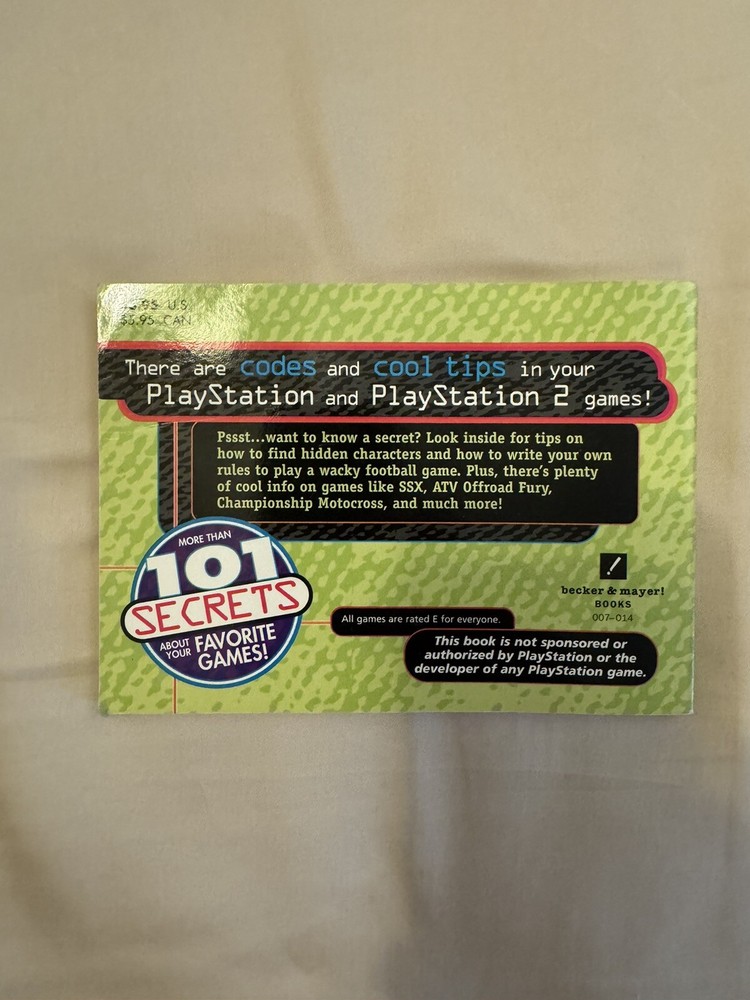 U.S.
$5.95 CAN
There are codes and cool tips in your
PlayStation and PlayStation 2 games!
Pssst...want to know a secret? Look inside for tips on
how to find hidden characters and how to write your own
rules to play a wacky football game. Plus, there's plenty
of cool info on games like SSX, ATV Offroad Fury,
Championship Motocross, and much more!
MORE THAN
101
SECRETS
ABOUT YOUR FAVORITE
GAMES!
becker & mayer!
BOOKS
007-014
All games are rated E for everyone.
This book is not sponsored or
authorized by PlayStation or the
developer of any PlayStation game.